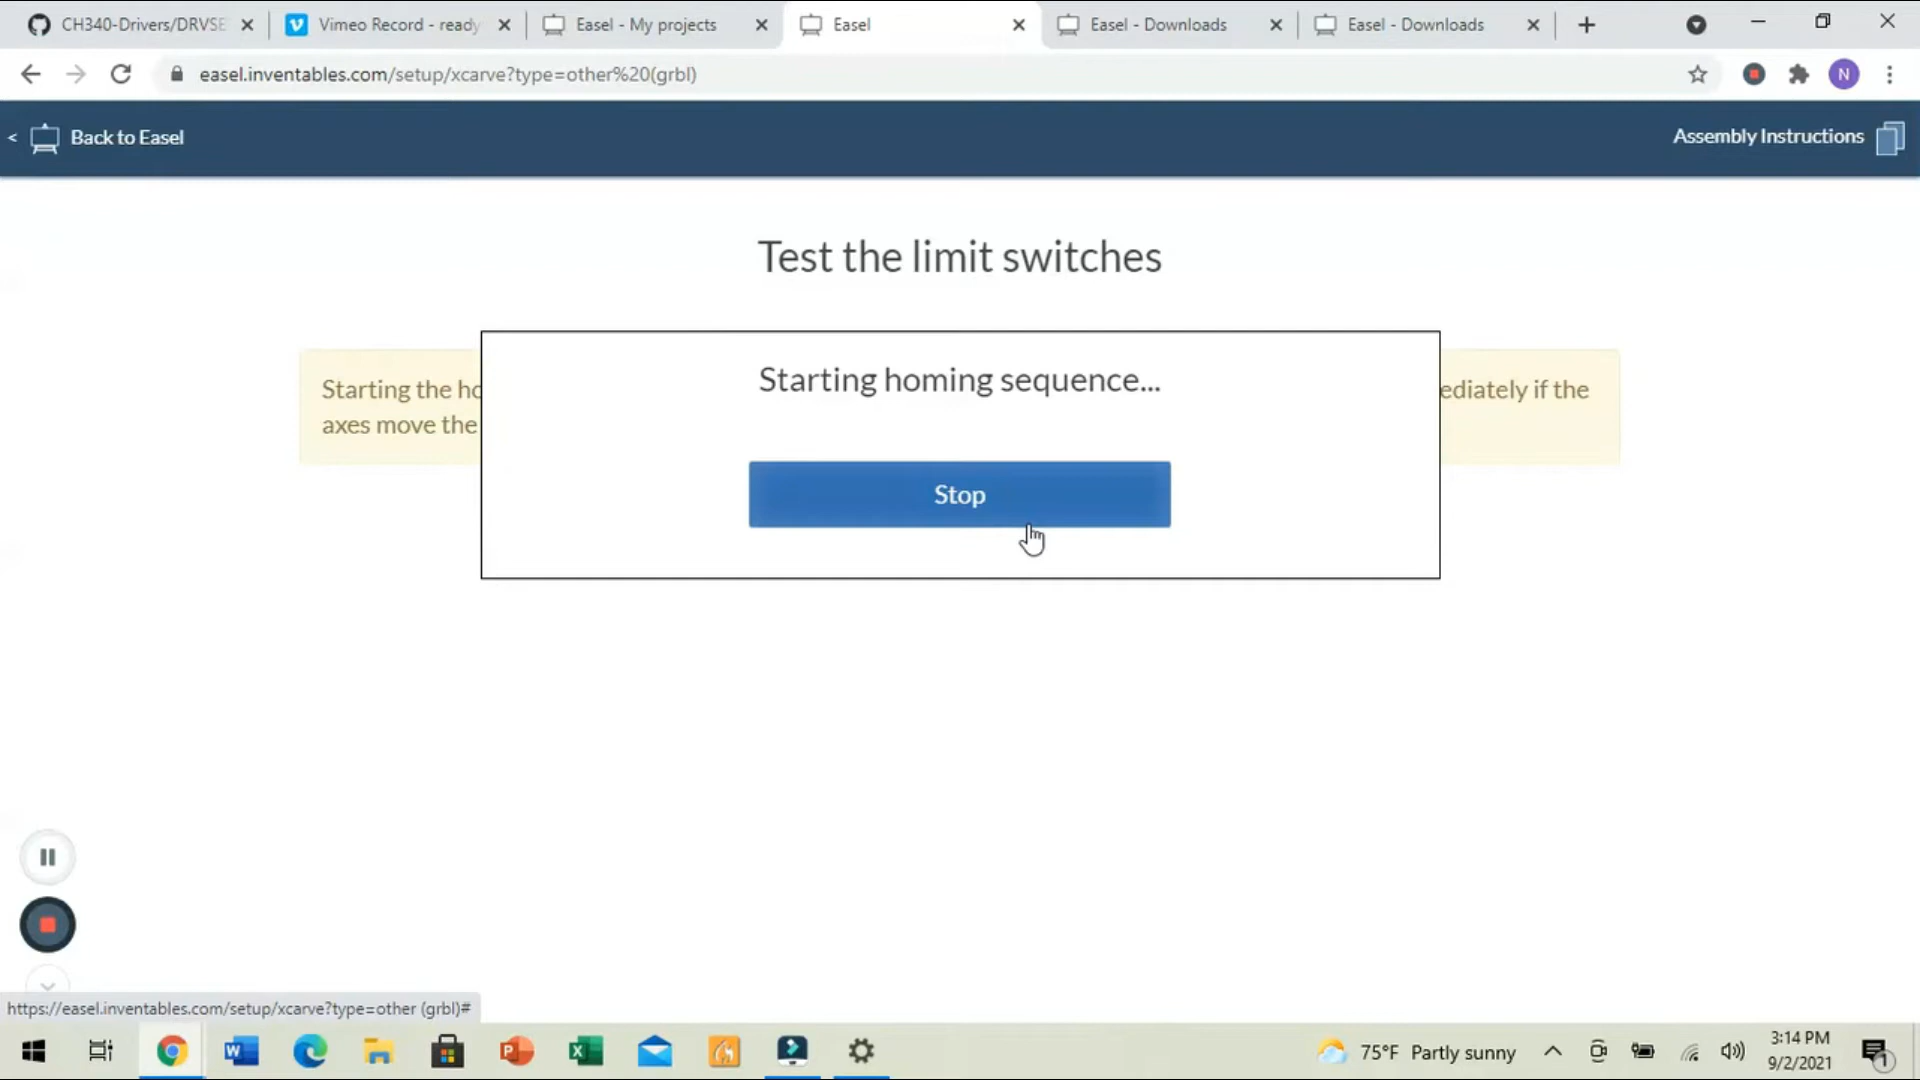 CH340-Drivers/DRVSE
Vimeo Record - ready
Easel - My projects
Easel
Easel - Downloads
Easel - Downloads
easel.inventables.com/setup/xcarve?type=other%20(grbl)
N
< Back to Easel
Assembly Instructions
Test the limit switches
Starting the ho
ediately if the
axes move the
Starting homing sequence...
Stop
https://easel.inventables.com/setup/xcarve?type=other (grbl)#
75°F Partly sunny
3:14 PM
9/2/2021
1